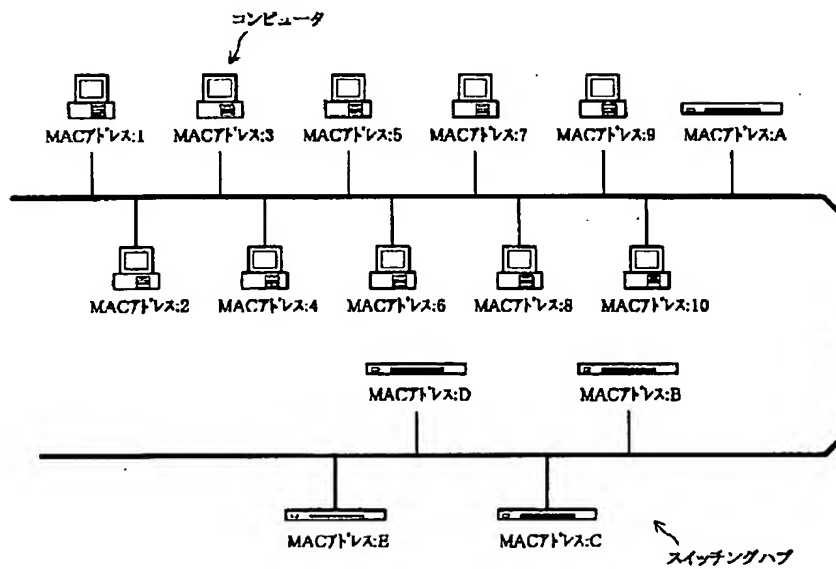 コンピュータ
MACアドレス:1
MACアドレス:3
MACアドレス:5
MACアドレス:7
MACアドレス:9
MACアドレス:A
MACアドレス:2
MACアドレス:4
MACアドレス:6
MACアドレス:8
MACアドレス:10
MACアドレス:D
MACアドレス:B
MACアドレス:E
MACアドレス:C
スイッチングハブ